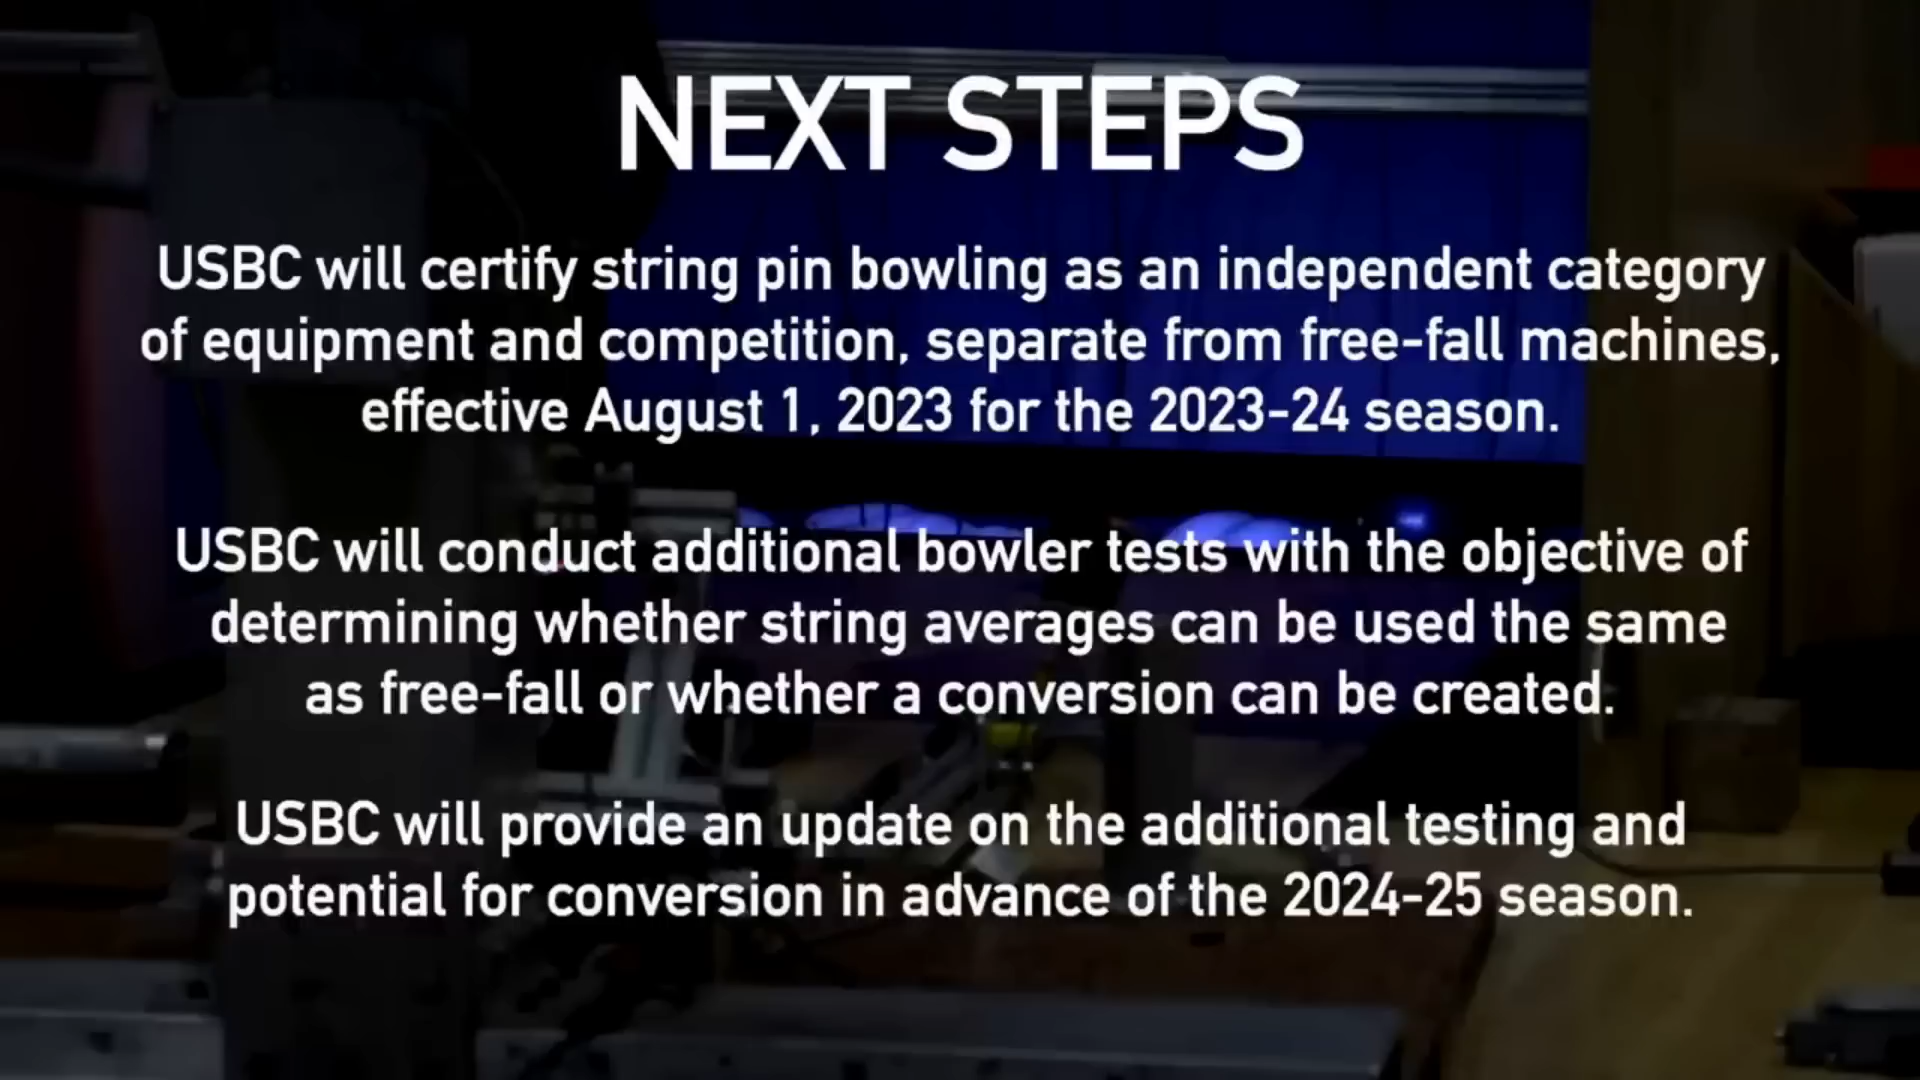 NEXT STEPS
USBC will certify string pin bowling as an independent category
of equipment and competition, separate from free-fall machines,
effective August 1, 2023 for the 2023-24 season.
USBC will conduct additional bowler tests with the objective of
determining whether string averages can be used the same
as free-fall or whether a conversion can be created.
USBC will provide an update on the additional testing and
potential for conversion in advance of the 2024-25 season.